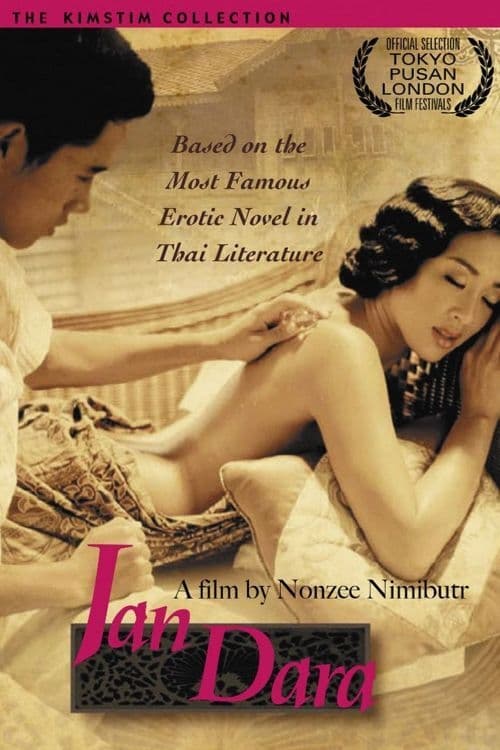 THE KIMSTIM COLLECTION
OFFICIAL SELECTION
TOKYO
PUSAN
LONDON
FILM FESTIVALS
Based on the
Most Famous
Erotic Novel in
Thai Literature
A film by Nonzee Nimibutr
Jan
Dara